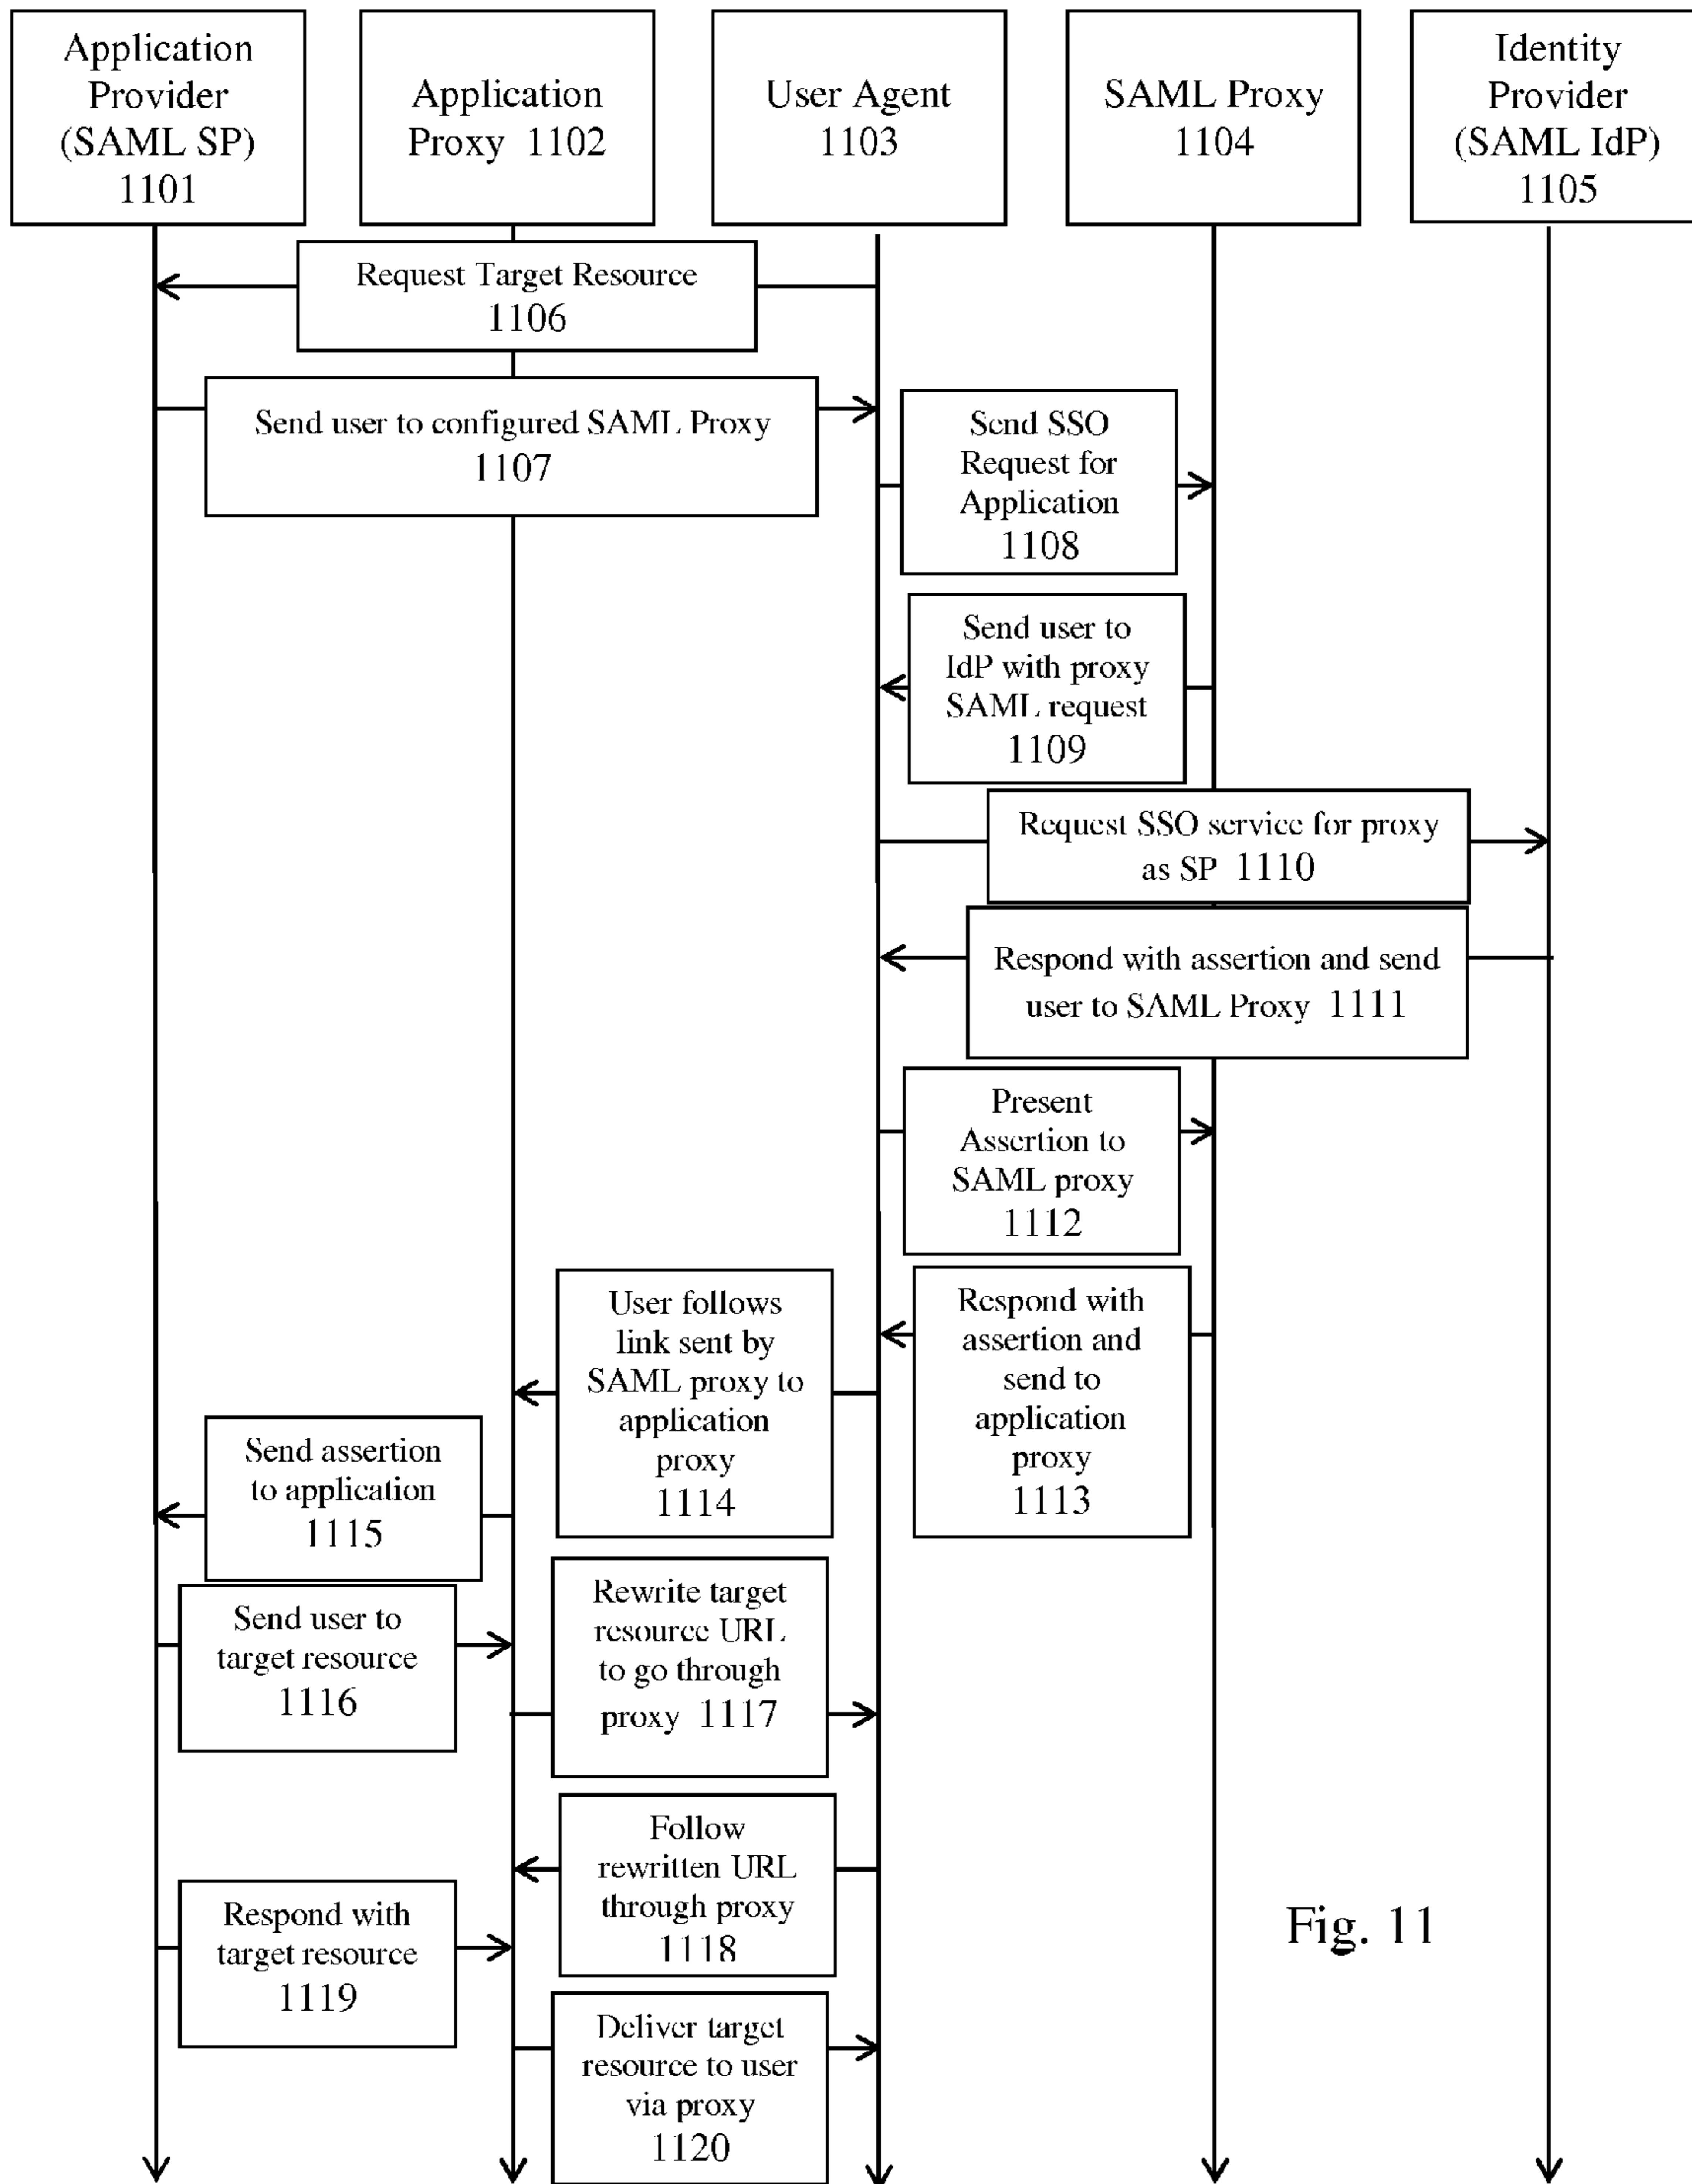 Application
Provider
(SAML SP)
1101
Application
Proxy 1102
User Agent
1103
SAML Proxy
1104
Identity
Provider
(SAML IdP)
1105
Request Target Resource
1106
Send user to configured SAML Proxy
1107
Send SSO
Request for
Application
1108
Send user to
IdP with proxy
SAML request
1109
Request SSO service for proxy
as SP 1110
Respond with assertion and send
user to SAML Proxy 1111
Present
Assertion to
SAML proxy
1112
Respond with
assertion and
send to
application
proxy
1113
User follows
link sent by
SAML proxy to
application
proxy
1114
Send assertion
to application
1115
Send user to
target resource
1116
Rewrite target
resource URL
to go through
proxy 1117
Follow
rewritten URL
through proxy
1118
Respond with
target resource
1119
Deliver target
resource to user
via proxy
1120
Fig. 11